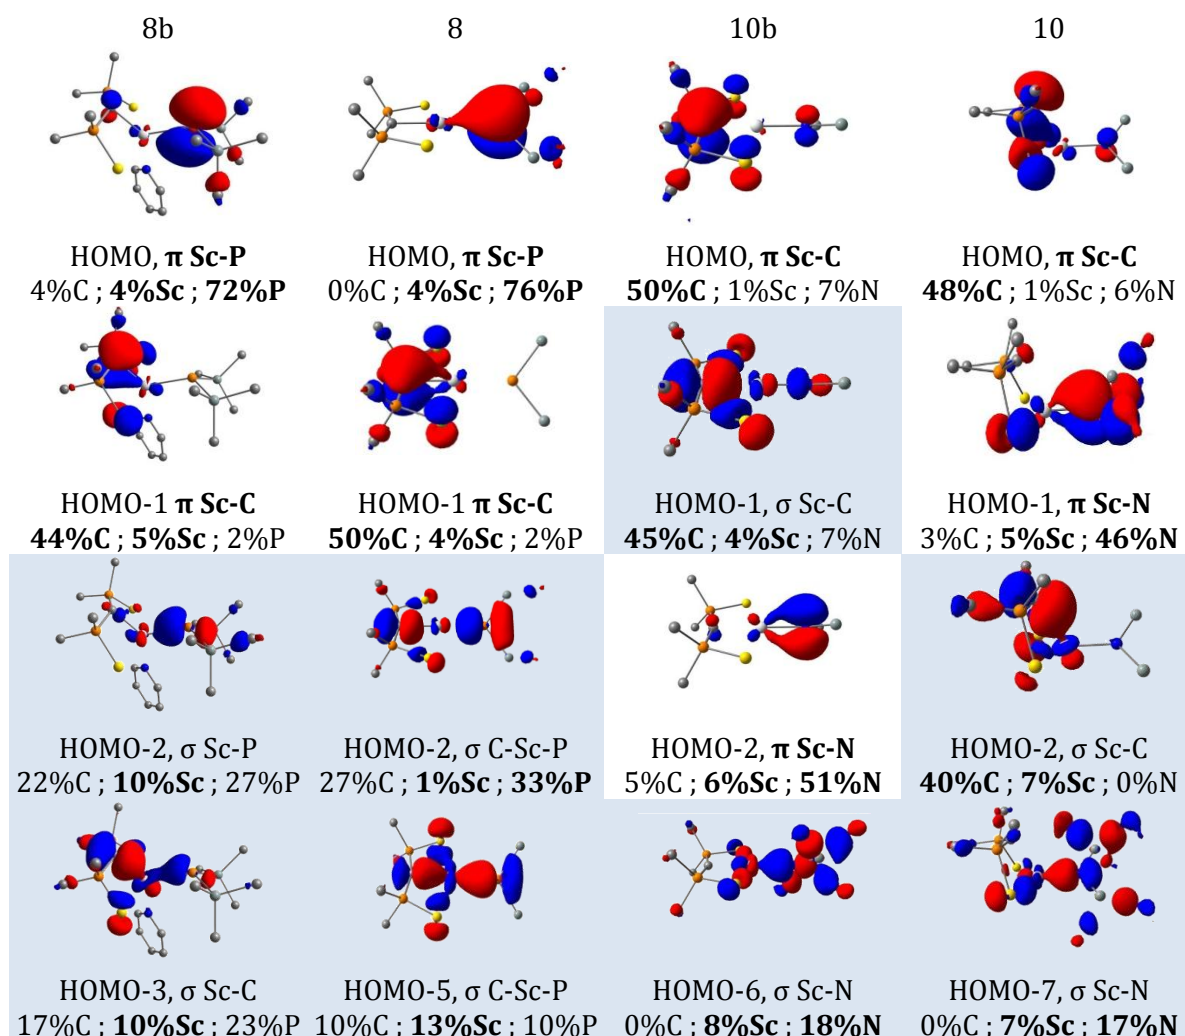 8b 8 10b 10
HOMO, π Sc-P HOMO, π Sc-P HOMO, π Sc-C HOMO, π Sc-C
4%C ; 4%Sc ; 72%P 0%C ; 4%Sc ; 76%P 50%C ; 1%Sc ; 7%N 48%C ; 1%Sc ; 6%N
HOMO-1 π Sc-C HOMO-1 π Sc-C HOMO-1, σ Sc-C HOMO-1, π Sc-N
44%C ; 5%Sc ; 2%P 50%C ; 4%Sc ; 2%P 45%C ; 4%Sc ; 7%N 3%C ; 5%Sc ; 46%N
HOMO-2, σ Sc-P HOMO-2, σ C-Sc-P HOMO-2, π Sc-N HOMO-2, σ Sc-C
22%C ; 10%Sc ; 27%P 27%C ; 1%Sc ; 33%P 5%C ; 6%Sc ; 51%N 40%C ; 7%Sc ; 0%N
HOMO-3, σ Sc-C HOMO-5, σ C-Sc-P HOMO-6, σ Sc-N HOMO-7, σ Sc-N
17%C ; 10%Sc ; 23%P 10%C ; 13%Sc ; 10%P 0%C ; 8%Sc ; 18%N 0%C ; 7%Sc ; 17%N